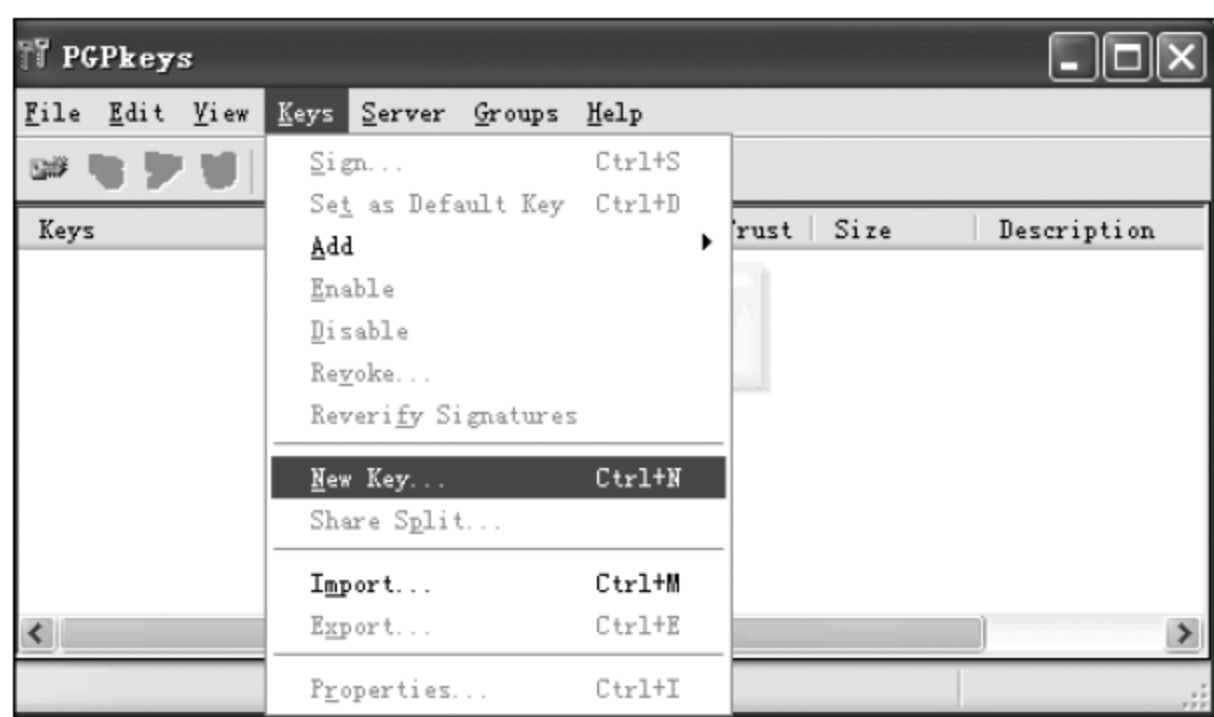 PGPkeys
File Edit View Keys Server Groups Help
Keys rust Size Description
Sign... Ctrl+S
Set as Default Key Ctrl+D
Add
Enable
Disable
Revoke...
Reverify Signatures
New Key... Ctrl+N
Share Split...
Import... Ctrl+M
Export... Ctrl+E
Properties... Ctrl+I